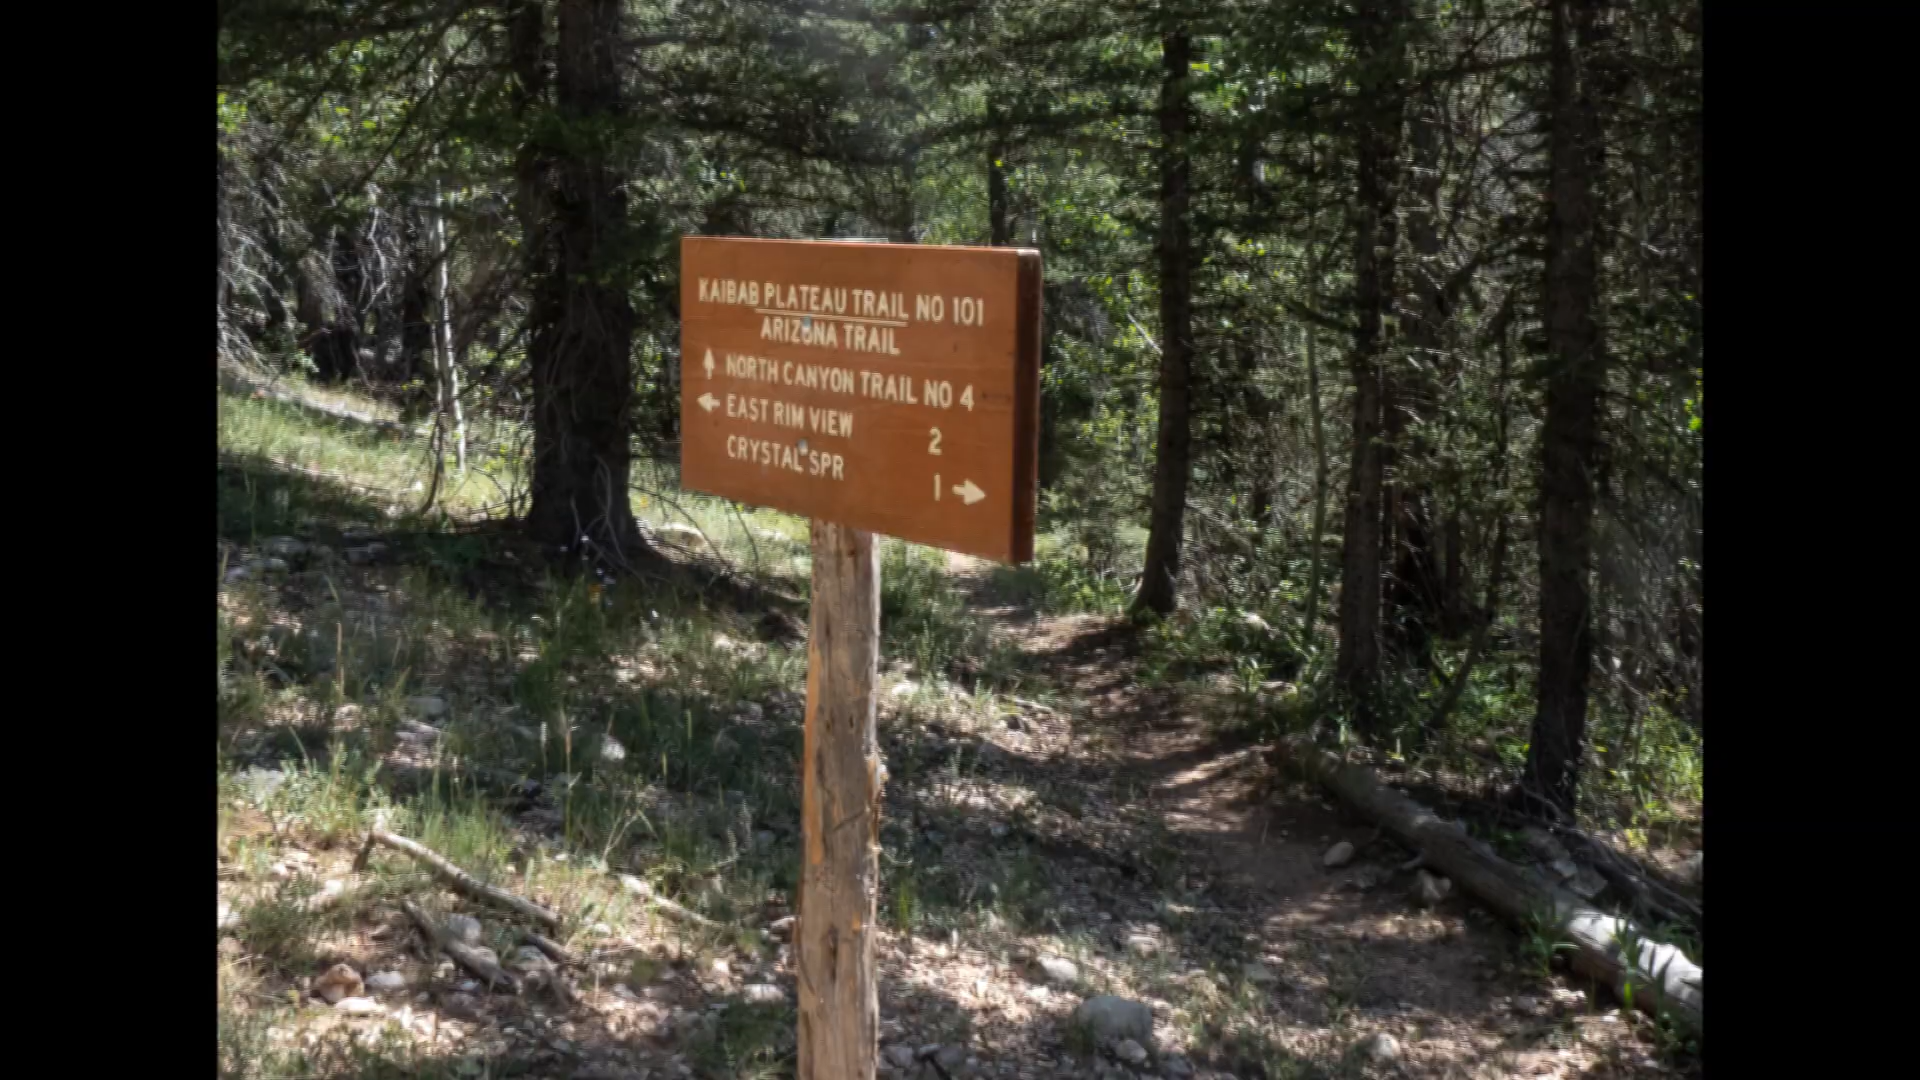 KAIBAB PLATEAU TRAIL NO 101
ARIZONA TRAIL
↑ NORTH CANYON TRAIL NO 4
← EAST RIM VIEW 2
CRYSTAL SPR 1 →